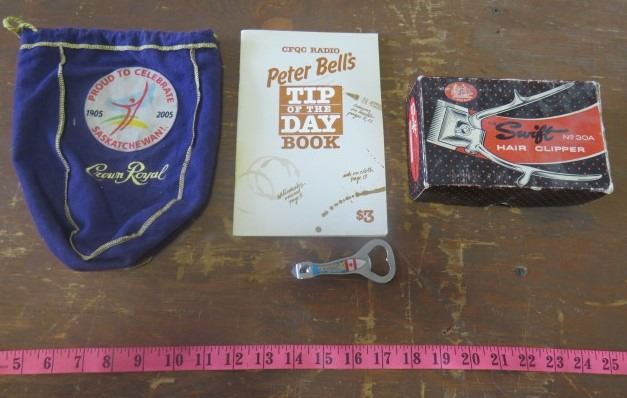 PROUD TO CELEBRATE
1905 2005
SASKATCHEWAN!
Crown Royal
CFQC RADIO
Peter Bell's
TIP
OF THE
DAY
BOOK
$3
Swift
No 30A
HAIR CLIPPER
5 6 7 8 9 10 11 12 13 14 15 16 17 18 19 20 21 22 23 24 25